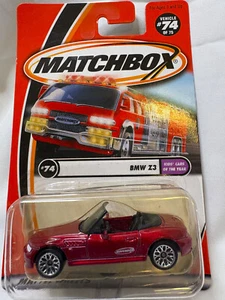 VEHICLE
#74
OF 75
MATCHBOX
#74
BMW Z3
KIDS' CARS
OF THE YEAR